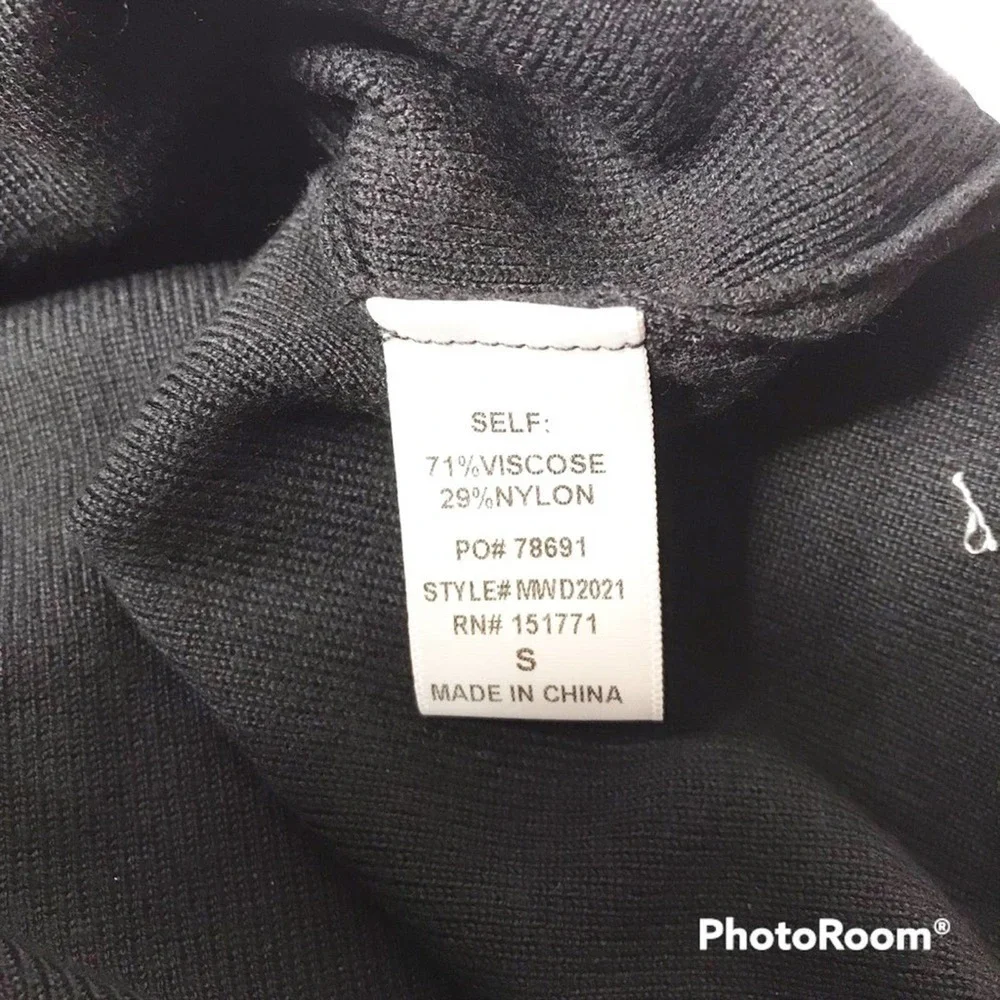 SELF:
71%VISCOSE
29%NYLON
PO# 78691
STYLE# MWD2021
RN# 151771
S
MADE IN CHINA
PhotoRoom®